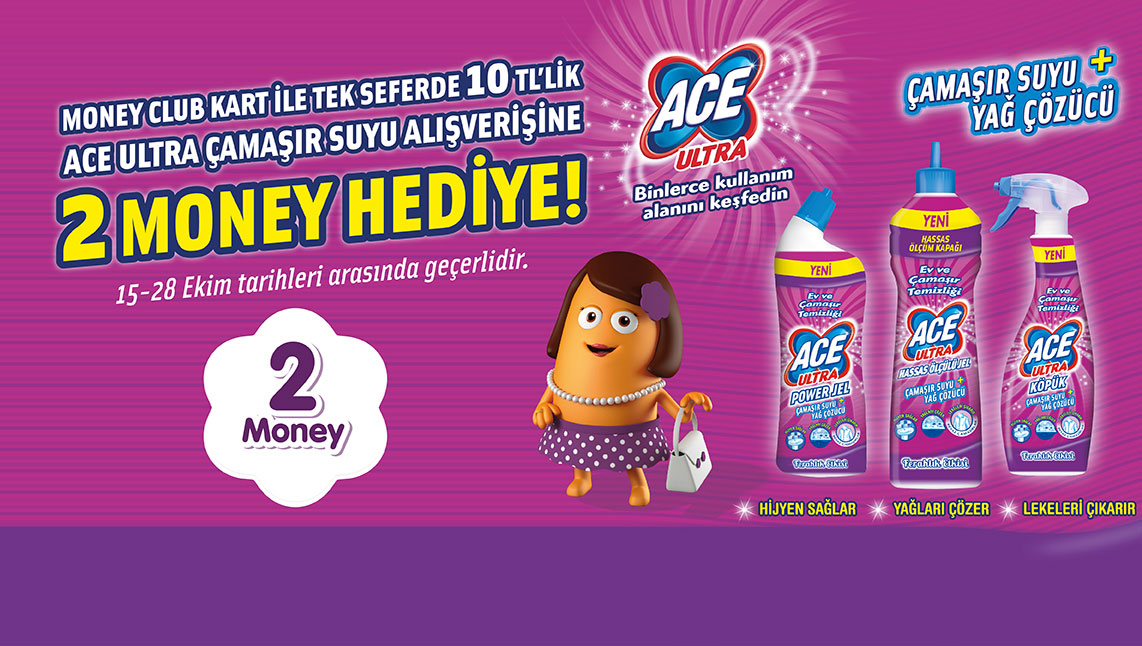 MONEY CLUB KART İLE TEK SEFERDE 10 TL'LİK
ACE ULTRA ÇAMAŞIR SUYU ALIŞVERİŞİNE
2 MONEY HEDİYE!
15-28 Ekim tarihleri arasında geçerlidir.
2
Money
ACE
ULTRA
Binlerce kullanım
alanını keşfedin
ÇAMAŞIR SUYU +
YAĞ ÇÖZÜCÜ
YENİ
Ev ve
Çamaşır
Temizliği
ACE
ULTRA
POWER JEL
ÇAMAŞIR SUYU +
YAĞ ÇÖZÜCÜ
Ferahlık Etkisi
YENİ
HASSAS
ÖLÇÜM KAPAĞI
Ev ve
Çamaşır
Temizliği
ACE
ULTRA
HASSAS ÖLÇÜLÜ JEL
ÇAMAŞIR SUYU +
YAĞ ÇÖZÜCÜ
Ferahlık Etkisi
YENİ
Ev ve
Çamaşır
Temizliği
ACE
ULTRA
KÖPÜK
ÇAMAŞIR SUYU +
YAĞ ÇÖZÜCÜ
Ferahlık Etkisi
HİJYEN SAĞLAR
YAĞLARI ÇÖZER
LEKELERİ ÇIKARIR